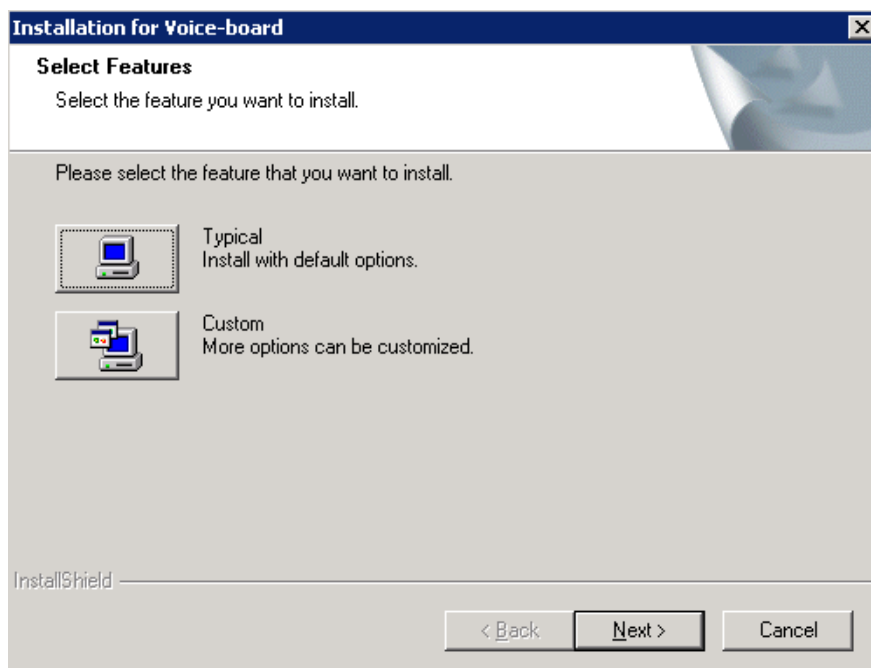 Installation for Voice-board
Select Features
Select the feature you want to install.
Please select the feature that you want to install.
Typical
Install with default options.
Custom
More options can be customized.
InstallShield
< Back
Next >
Cancel